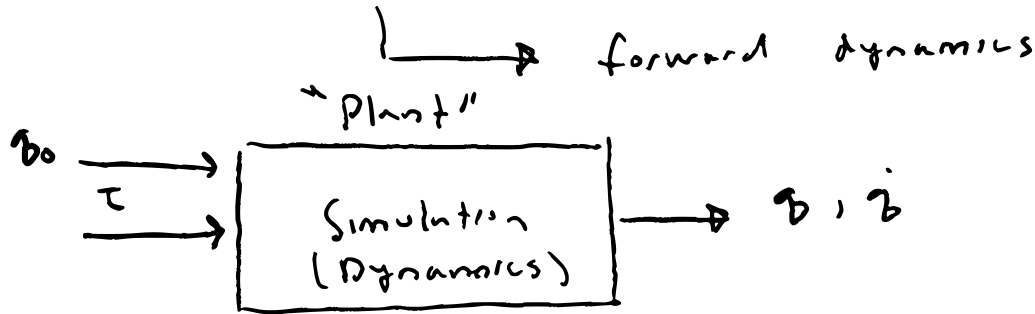 forward dynamics
"Plant"
q₀
τ
Simulation
(Dynamics)
q, q̇